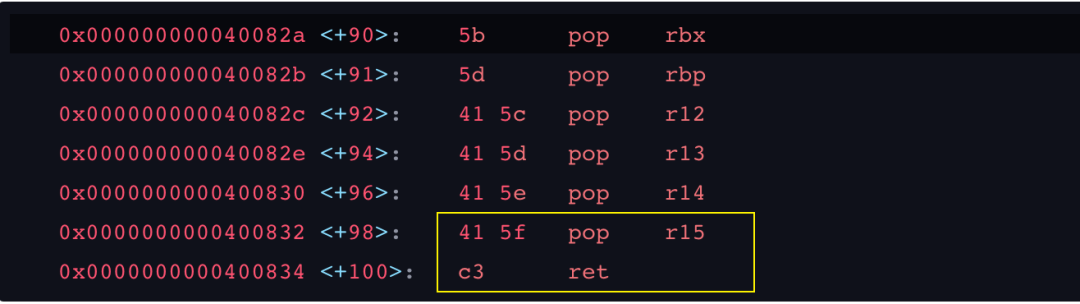 0x000000000040082a <+90>: 5b pop rbx
0x000000000040082b <+91>: 5d pop rbp
0x000000000040082c <+92>: 41 5c pop r12
0x000000000040082e <+94>: 41 5d pop r13
0x0000000000400830 <+96>: 41 5e pop r14
0x0000000000400832 <+98>: 41 5f pop r15
0x0000000000400834 <+100>: c3 ret